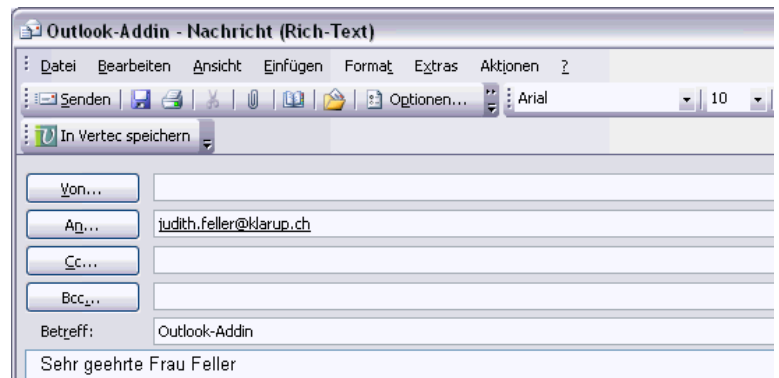 Outlook-Addin - Nachricht (Rich-Text)
Datei Bearbeiten Ansicht Einfügen Format Extras Aktionen ?
Senden Optionen... Arial 10
In Vertec speichern
Von...
An... judith.feller@klarup.ch
Cc...
Bcc...
Betreff: Outlook-Addin
Sehr geehrte Frau Feller